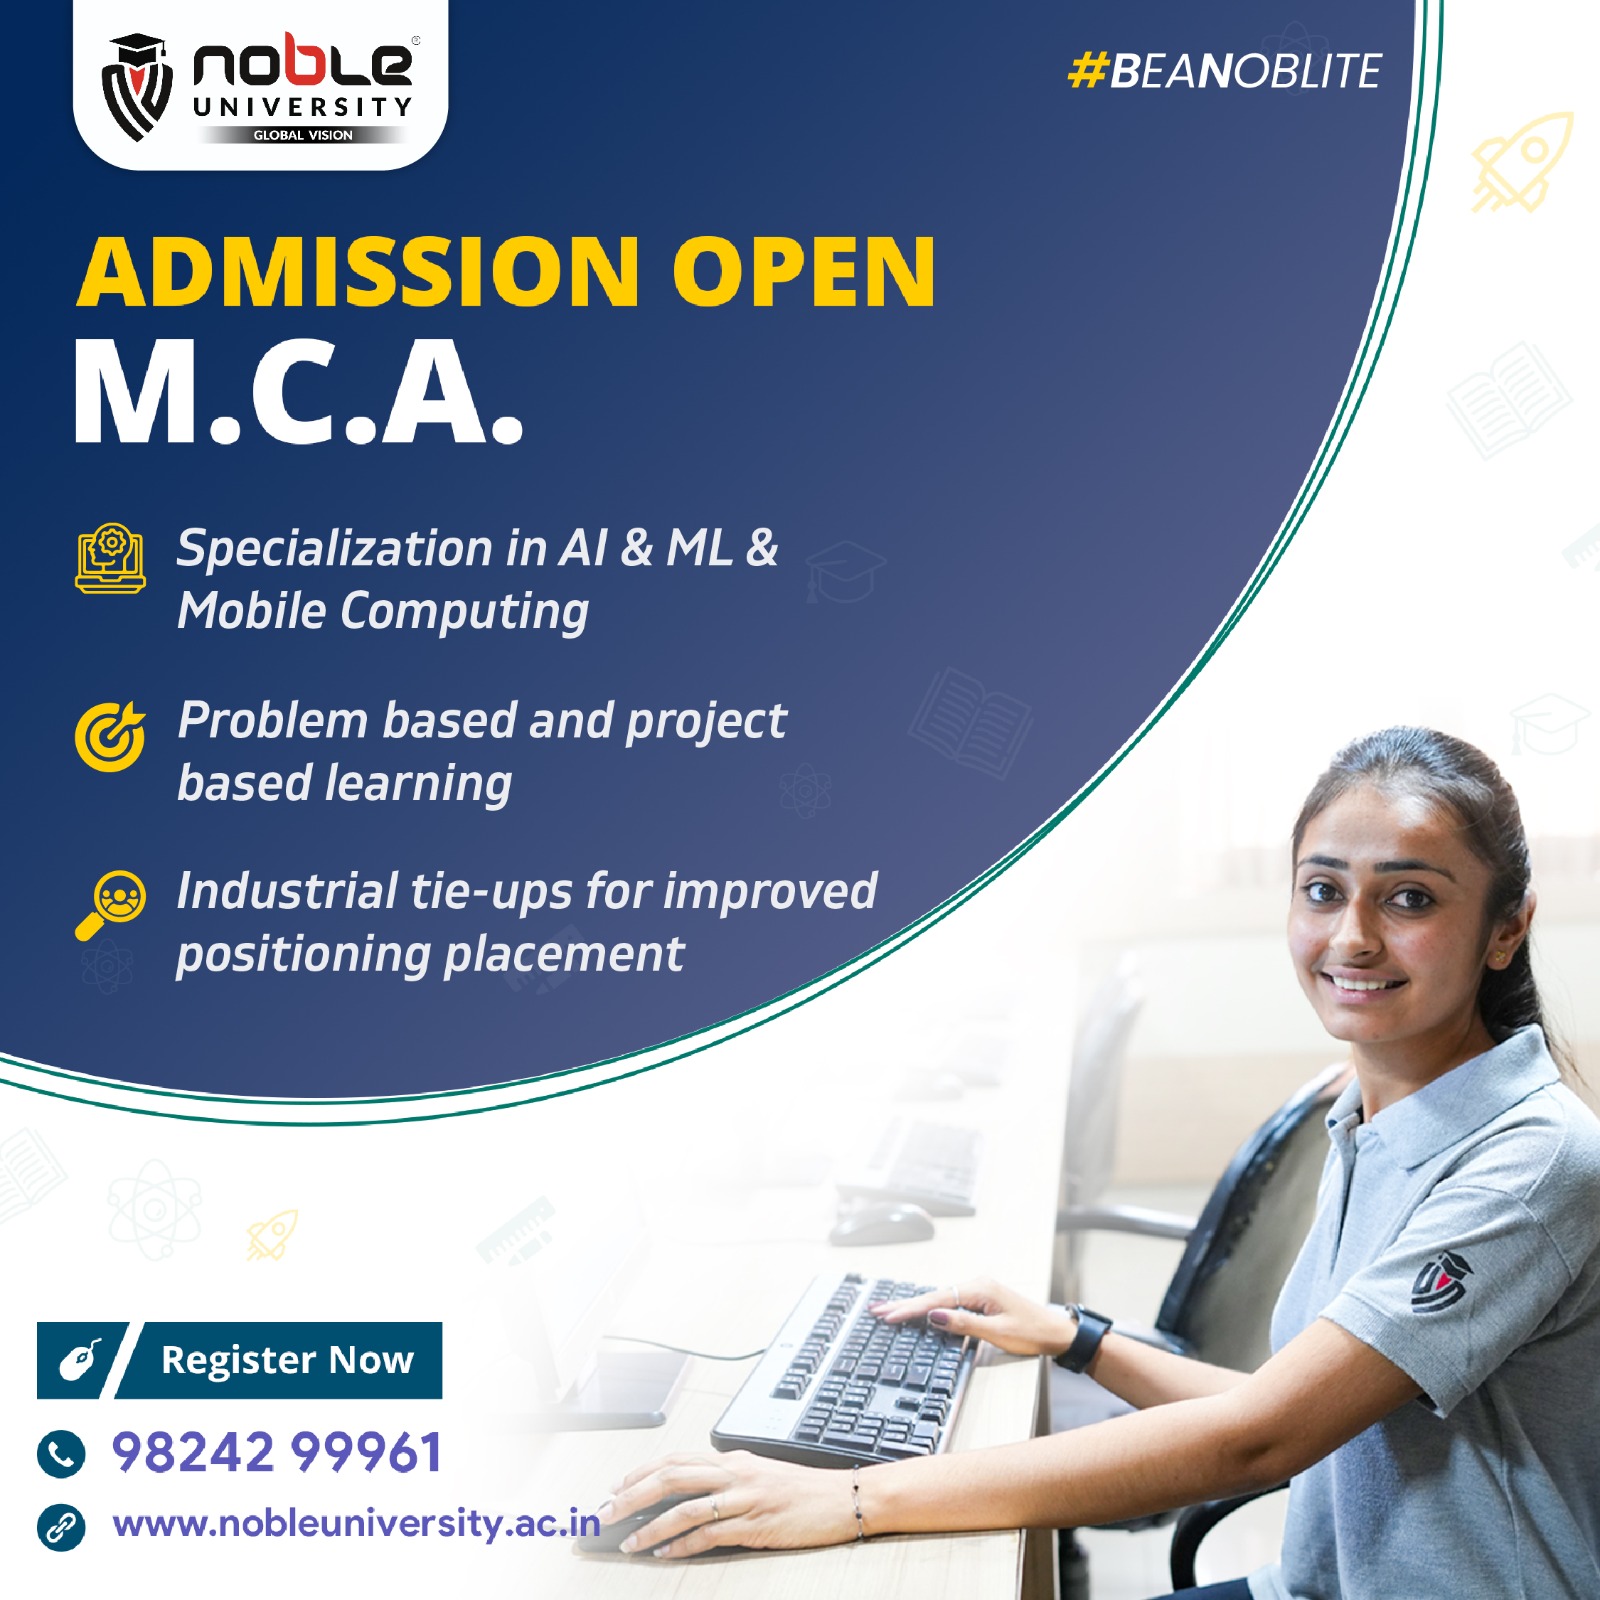 noble®
UNIVERSITY
GLOBAL VISION
#BEANOBLITE
ADMISSION OPEN
M.C.A.
Specialization in AI & ML &
Mobile Computing
Problem based and project
based learning
Industrial tie-ups for improved
positioning placement
Register Now
98242 99961
www.nobleuniversity.ac.in